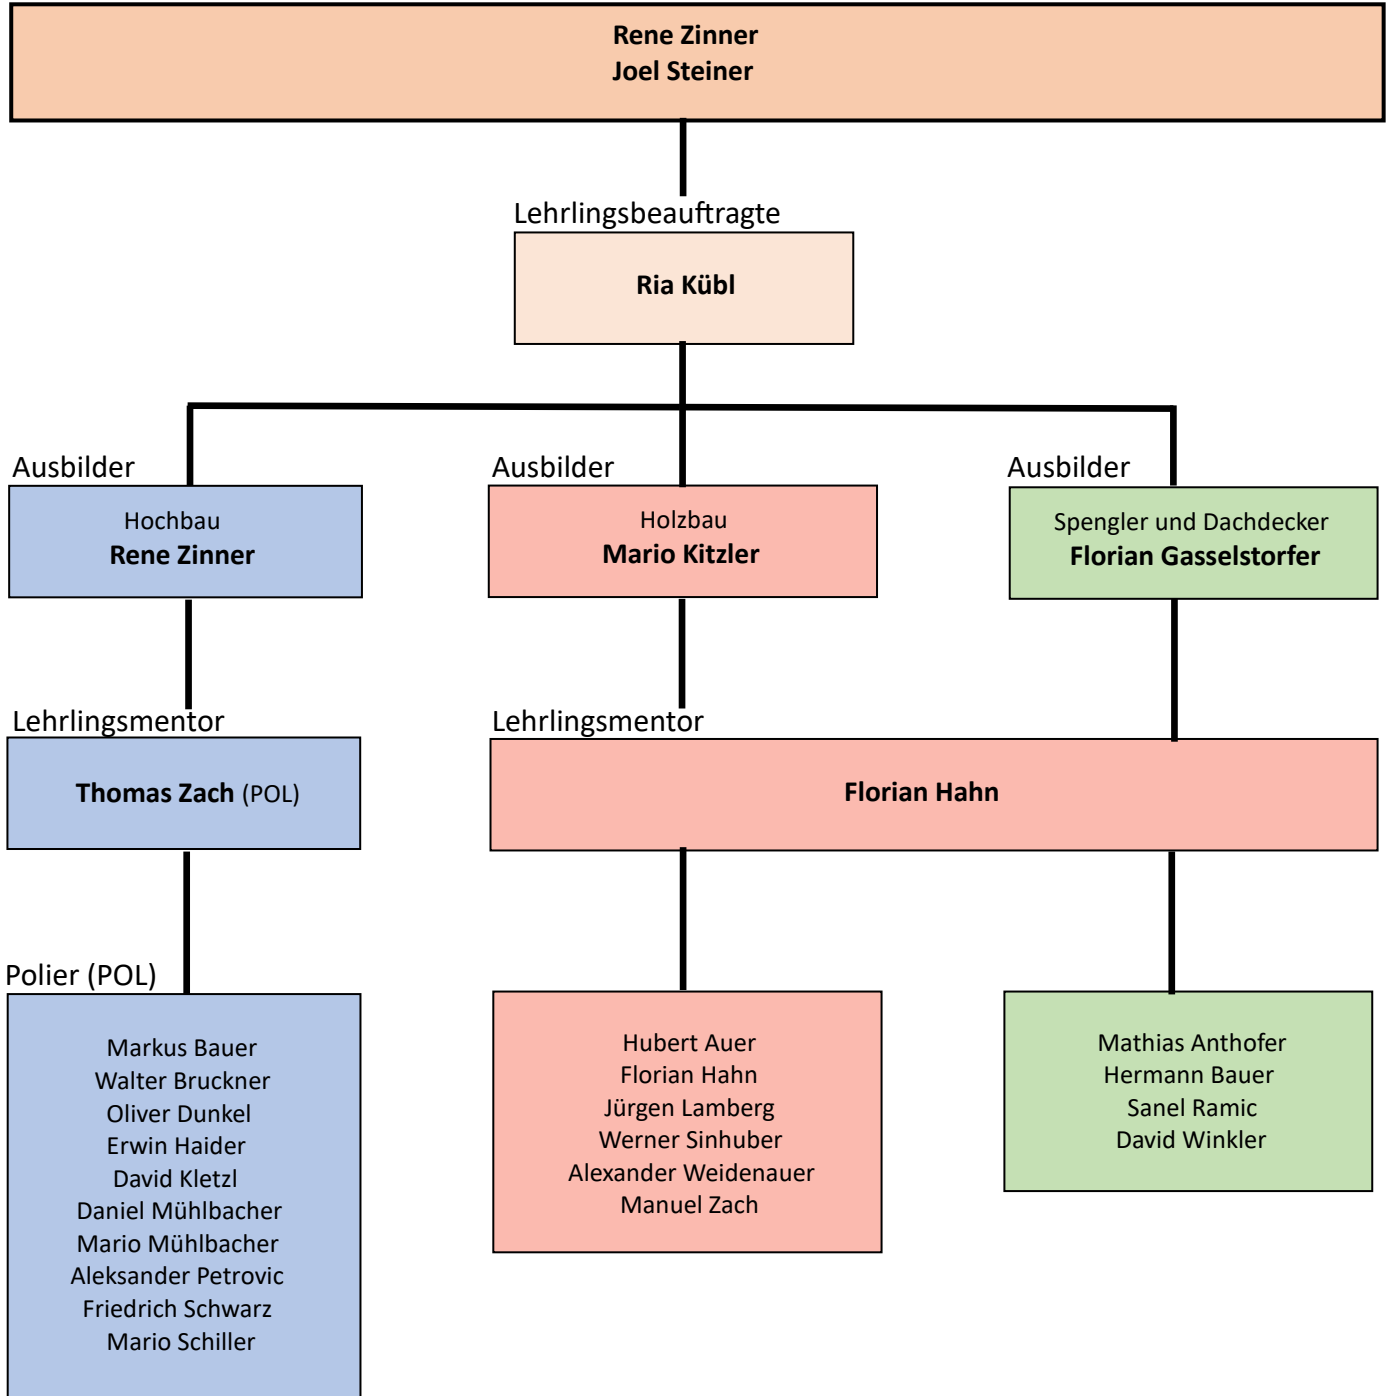 Rene Zinner
Joel Steiner
Lehrlingsbeauftragte
Ria Kübl
Ausbilder
Hochbau
Rene Zinner
Ausbilder
Holzbau
Mario Kitzler
Ausbilder
Spengler und Dachdecker
Florian Gasselstorfer
Lehrlingsmentor
Thomas Zach (POL)
Lehrlingsmentor
Florian Hahn
Polier (POL)
Markus Bauer
Walter Bruckner
Oliver Dunkel
Erwin Haider
David Kletzl
Daniel Mühlbacher
Mario Mühlbacher
Aleksander Petrovic
Friedrich Schwarz
Mario Schiller
Hubert Auer
Florian Hahn
Jürgen Lamberg
Werner Sinhuber
Alexander Weidenauer
Manuel Zach
Mathias Anthofer
Hermann Bauer
Sanel Ramic
David Winkler